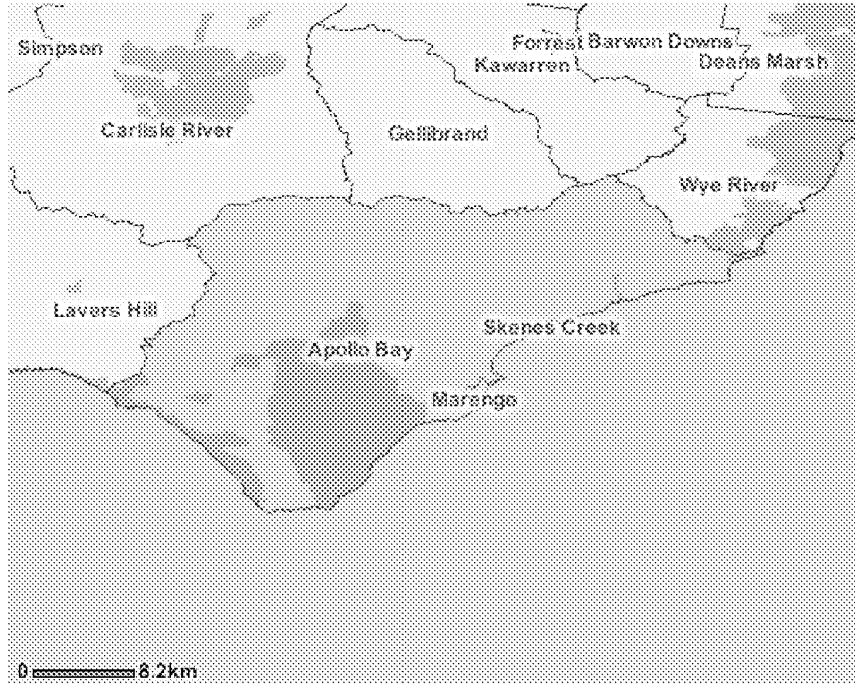 Simpson
Forrest
Barwon Downs
Kawarren
Deans Marsh
Carlisle River
Gellibrand
Wye River
Lavers Hill
Skenes Creek
Apollo Bay
Marengo
0 8.2km